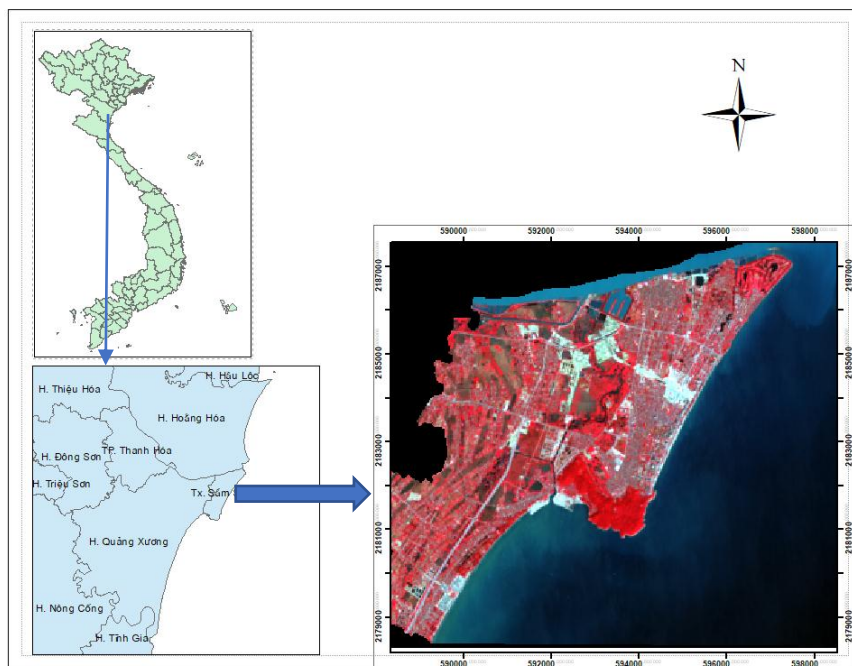 N
590000
592000
594000
596000
598000
2187000
2187000
2185000
2185000
2183000
2183000
2181000
2181000
2179000
2179000
590000
592000
594000
596000
598000
H. Hậu Lộc
H. Thiệu Hóa
H. Hoằng Hóa
TP. Thanh Hóa
H. Đông Sơn
H. Triệu Sơn
Tx. Sầm
H. Quảng Xương
H. Nông Cống
H. Tĩnh Gia